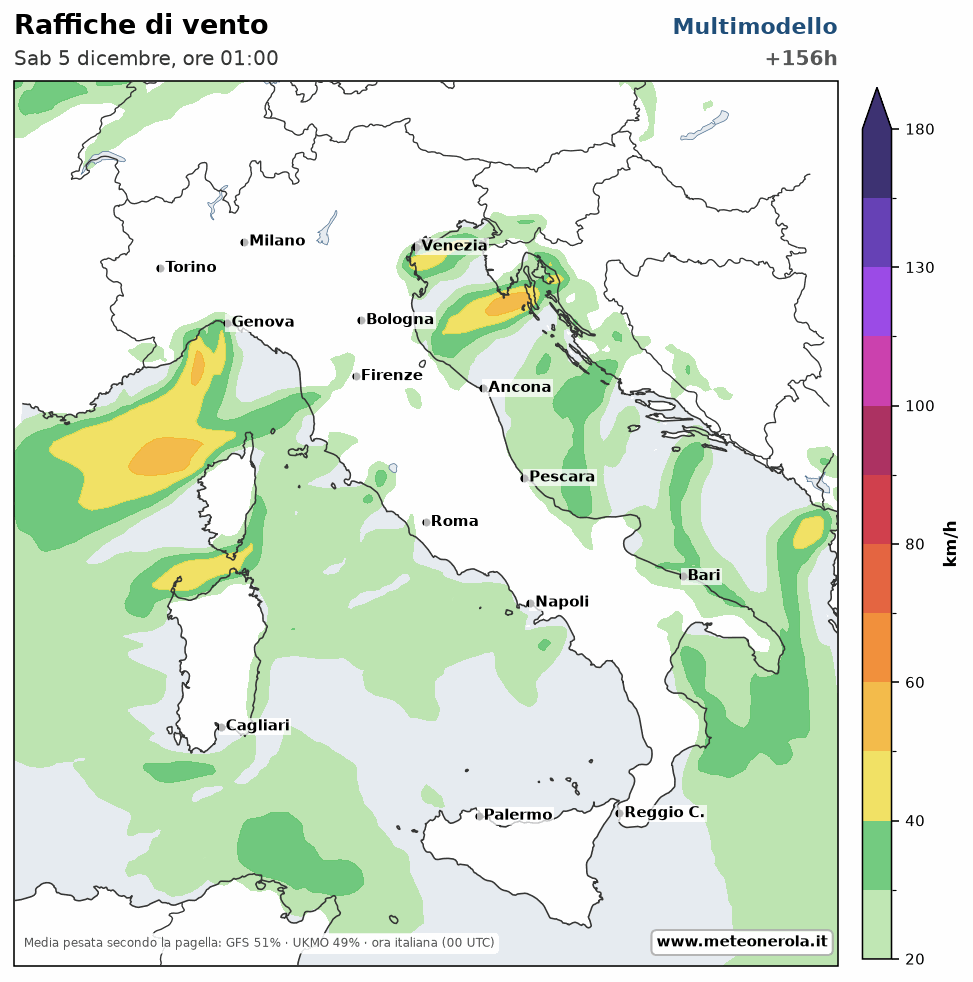 Raffiche di vento
Multimodello
Sab 5 dicembre, ore 01:00
+156h
Milano
Venezia
Torino
Genova
Bologna
Firenze
Ancona
Pescara
Roma
Bari
Napoli
Cagliari
Palermo
Reggio C.
180
130
100
80
60
40
20
km/h
Media pesata secondo la pagella: GFS 51% · UKMO 49% · ora italiana (00 UTC)
www.meteonerola.it